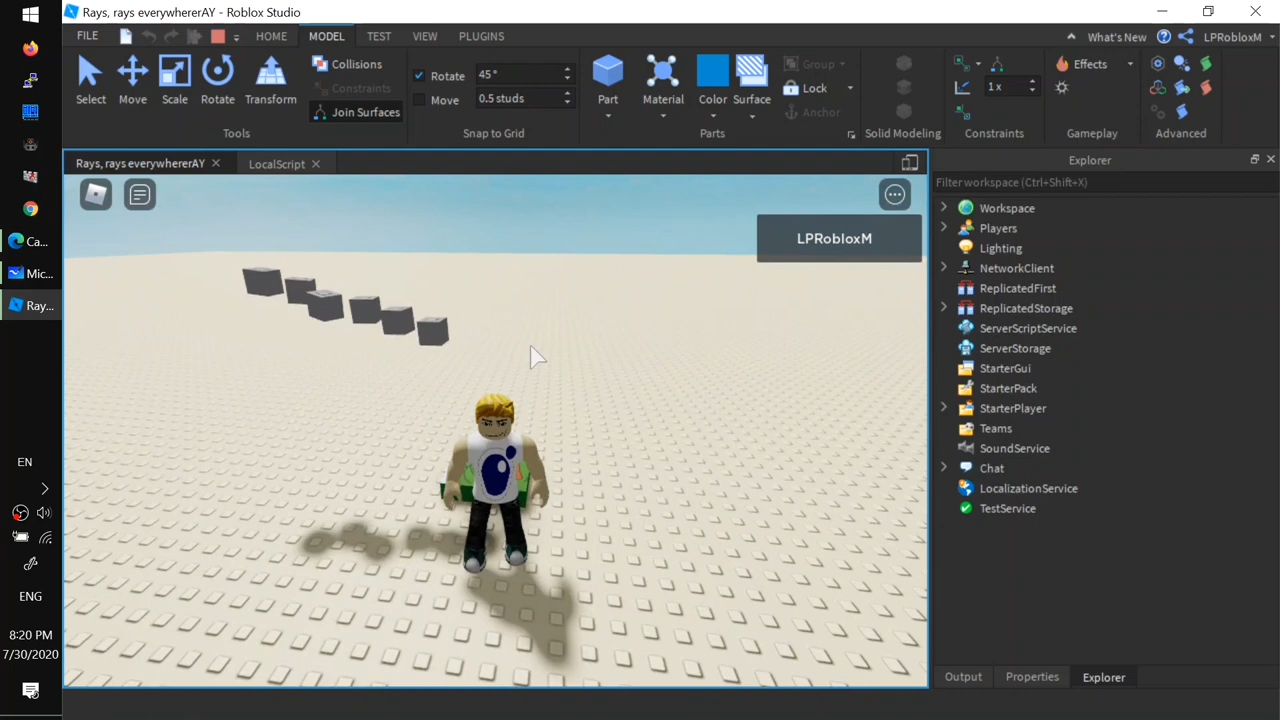 Rays, rays everywhererAY - Roblox Studio
FILE HOME MODEL TEST VIEW PLUGINS What's New LPRobloxM
Select Move Scale Rotate Transform
Collisions
Constraints
Join Surfaces
Tools
Rotate 45°
Move 0.5 studs
Snap to Grid
Part Material Color Surface
Group
Lock
Anchor
Parts
Solid Modeling
1 x
Constraints
Effects
Gameplay
Advanced
Rays, rays everywhererAY LocalScript
LPRobloxM
Explorer
Filter workspace (Ctrl+Shift+X)
Workspace
Players
Lighting
NetworkClient
ReplicatedFirst
ReplicatedStorage
ServerScriptService
ServerStorage
StarterGui
StarterPack
StarterPlayer
Teams
SoundService
Chat
LocalizationService
TestService
Output Properties Explorer
Ca...
Mic...
Ray...
EN
ENG
8:20 PM
7/30/2020